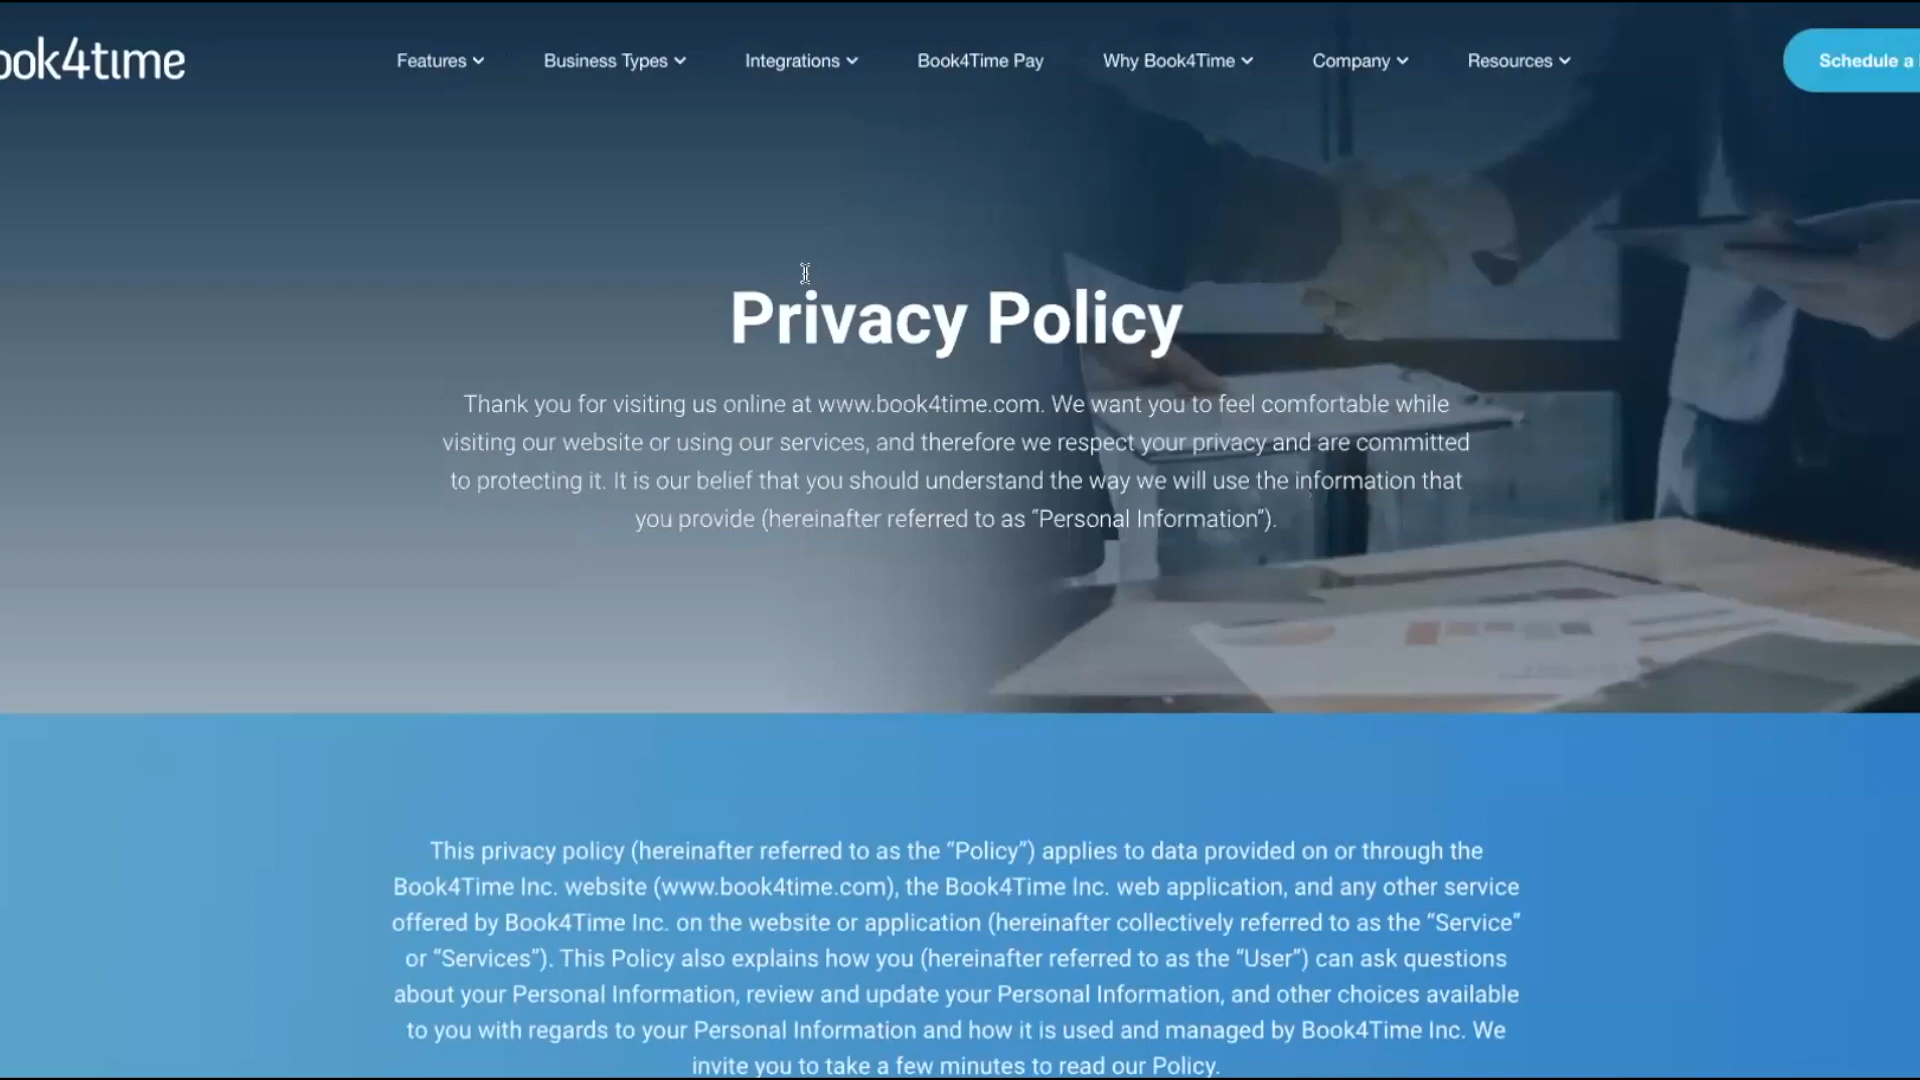 ook4time
Features
Business Types
Integrations
Book4Time Pay
Why Book4Time
Company
Resources
Schedule a
Privacy Policy
Thank you for visiting us online at www.book4time.com. We want you to feel comfortable while
visiting our website or using our services, and therefore we respect your privacy and are committed
to protecting it. It is our belief that you should understand the way we will use the information that
you provide (hereinafter referred to as “Personal Information”).
This privacy policy (hereinafter referred to as the “Policy”) applies to data provided on or through the
Book4Time Inc. website (www.book4time.com), the Book4Time Inc. web application, and any other service
offered by Book4Time Inc. on the website or application (hereinafter collectively referred to as the “Service”
or “Services”). This Policy also explains how you (hereinafter referred to as the “User”) can ask questions
about your Personal Information, review and update your Personal Information, and other choices available
to you with regards to your Personal Information and how it is used and managed by Book4Time Inc. We
invite you to take a few minutes to read our Policy.